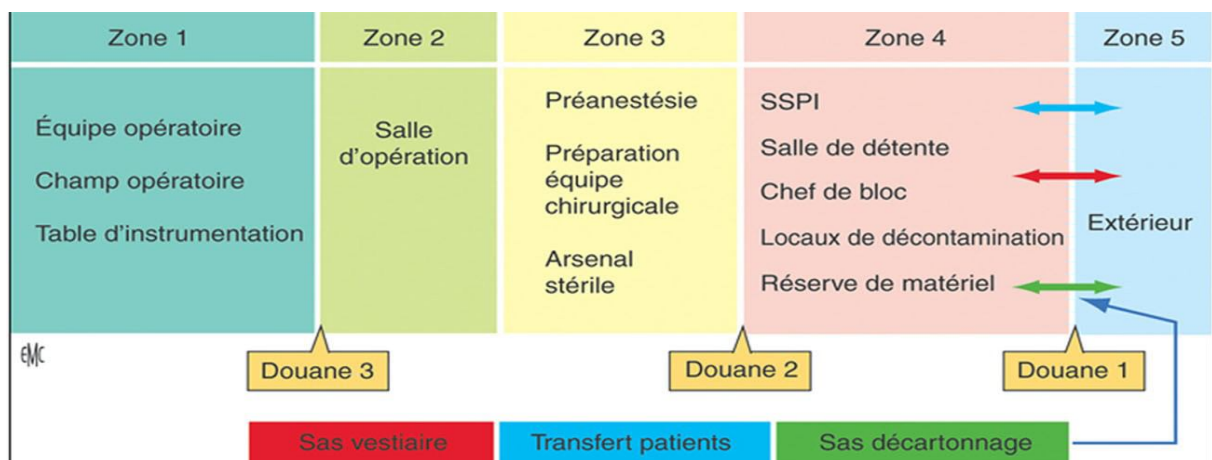 Zone 1
Zone 2
Zone 3
Zone 4
Zone 5
Équipe opératoire
Champ opératoire
Table d'instrumentation
Salle
d'opération
Préanestésie
Préparation
équipe
chirurgicale
Arsenal
stérile
SSPI
Salle de détente
Chef de bloc
Locaux de décontamination
Réserve de matériel
Extérieur
EMC
Douane 3
Douane 2
Douane 1
Sas vestiaire
Transfert patients
Sas décartonnage